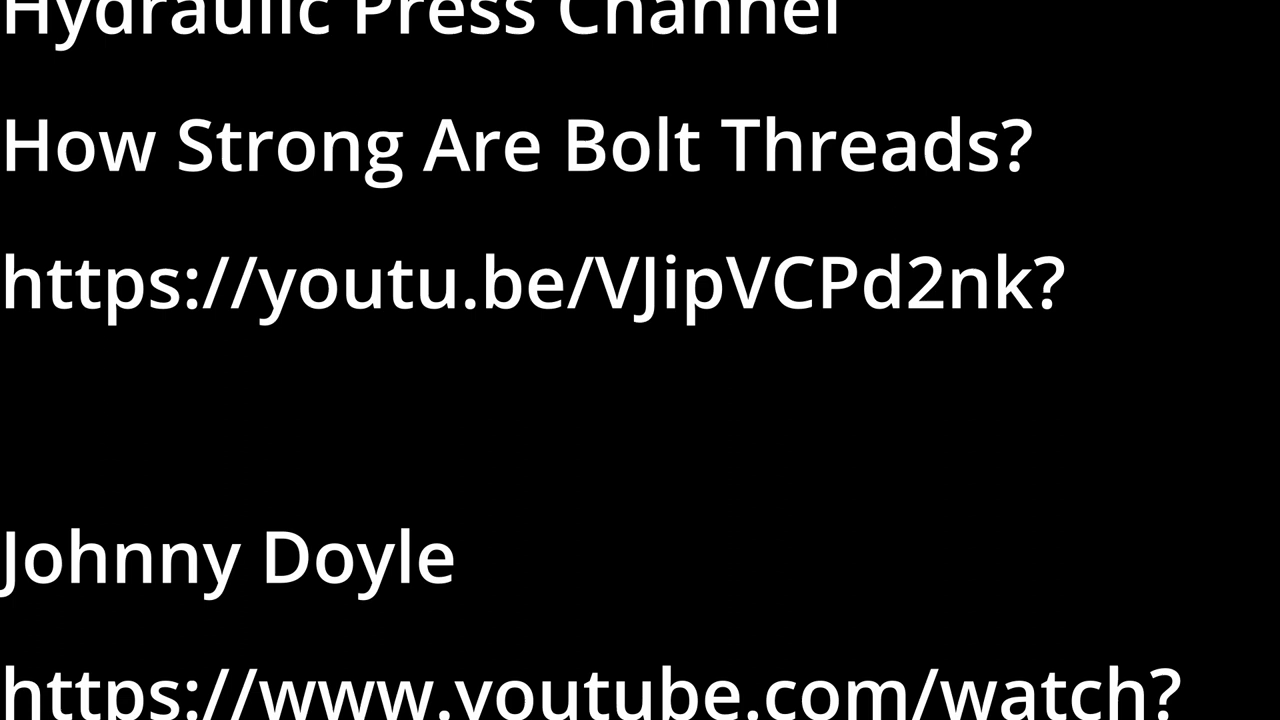 Hydraulic Press Channel
How Strong Are Bolt Threads?
https://youtu.be/VJipVCPd2nk?
Johnny Doyle
https://www.youtube.com/watch?